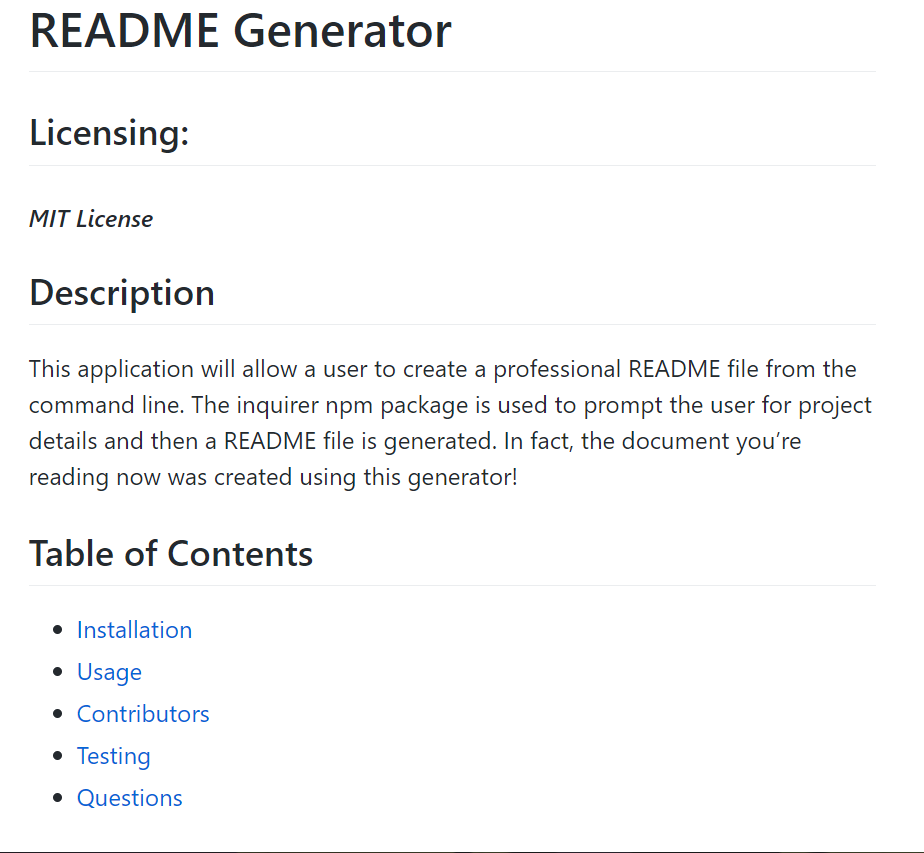 README Generator
Licensing:
MIT License
Description
This application will allow a user to create a professional README file from the
command line. The inquirer npm package is used to prompt the user for project
details and then a README file is generated. In fact, the document you’re
reading now was created using this generator!
Table of Contents
Installation
Usage
Contributors
Testing
Questions